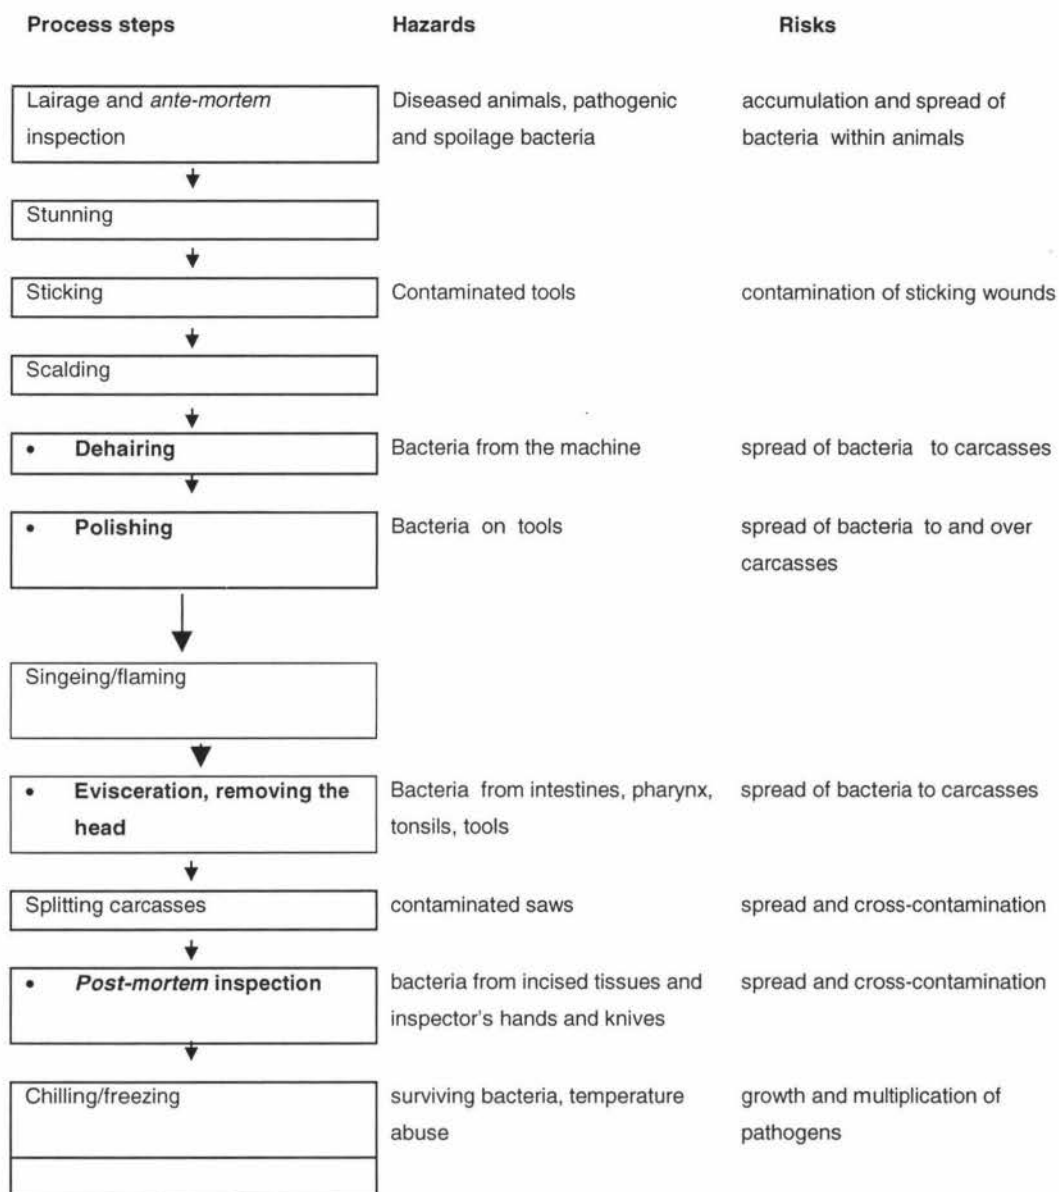 Process steps Hazards Risks
Lairage and ante-mortem Diseased animals, pathogenic accumulation and spread of
inspection and spoilage bacteria bacteria within animals
Stunning
Sticking Contaminated tools contamination of sticking wounds
Scalding
• Dehairing Bacteria from the machine spread of bacteria to carcasses
• Polishing Bacteria on tools spread of bacteria to and over
carcasses
Singeing/flaming
• Evisceration, removing the Bacteria from intestines, pharynx, spread of bacteria to carcasses
head tonsils, tools
Splitting carcasses contaminated saws spread and cross-contamination
• Post-mortem inspection bacteria from incised tissues and spread and cross-contamination
inspector's hands and knives
Chilling/freezing surviving bacteria, temperature growth and multiplication of
abuse pathogens